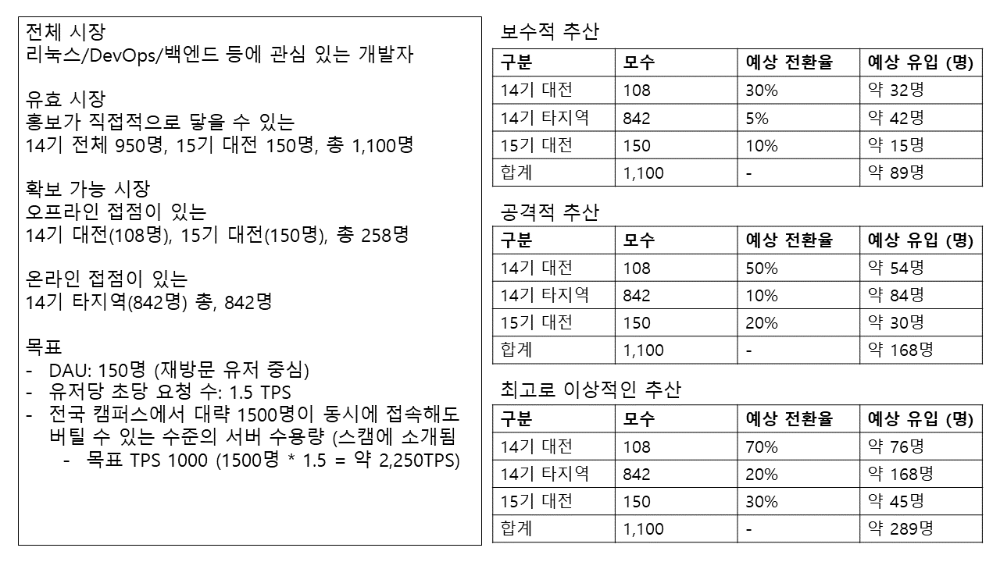 전체 시장
리눅스/DevOps/백엔드 등에 관심 있는 개발자
유효 시장
홍보가 직접적으로 닿을 수 있는
14기 전체 950명, 15기 대전 150명, 총 1,100명
확보 가능 시장
오프라인 접점이 있는
14기 대전(108명), 15기 대전(150명), 총 258명
온라인 접점이 있는
14기 타지역(842명) 총, 842명
목표
- DAU: 150명 (재방문 유저 중심)
- 유저당 초당 요청 수: 1.5 TPS
- 전국 캠퍼스에서 대략 1500명이 동시에 접속해도
버틸 수 있는 수준의 서버 수용량 (스캠에 소개됨
- 목표 TPS 1000 (1500명 * 1.5 = 약 2,250TPS)
보수적 추산
구분 모수 예상 전환율 예상 유입 (명)
14기 대전 108 30% 약 32명
14기 타지역 842 5% 약 42명
15기 대전 150 10% 약 15명
합계 1,100 - 약 89명
공격적 추산
구분 모수 예상 전환율 예상 유입 (명)
14기 대전 108 50% 약 54명
14기 타지역 842 10% 약 84명
15기 대전 150 20% 약 30명
합계 1,100 - 약 168명
최고로 이상적인 추산
구분 모수 예상 전환율 예상 유입 (명)
14기 대전 108 70% 약 76명
14기 타지역 842 20% 약 168명
15기 대전 150 30% 약 45명
합계 1,100 - 약 289명